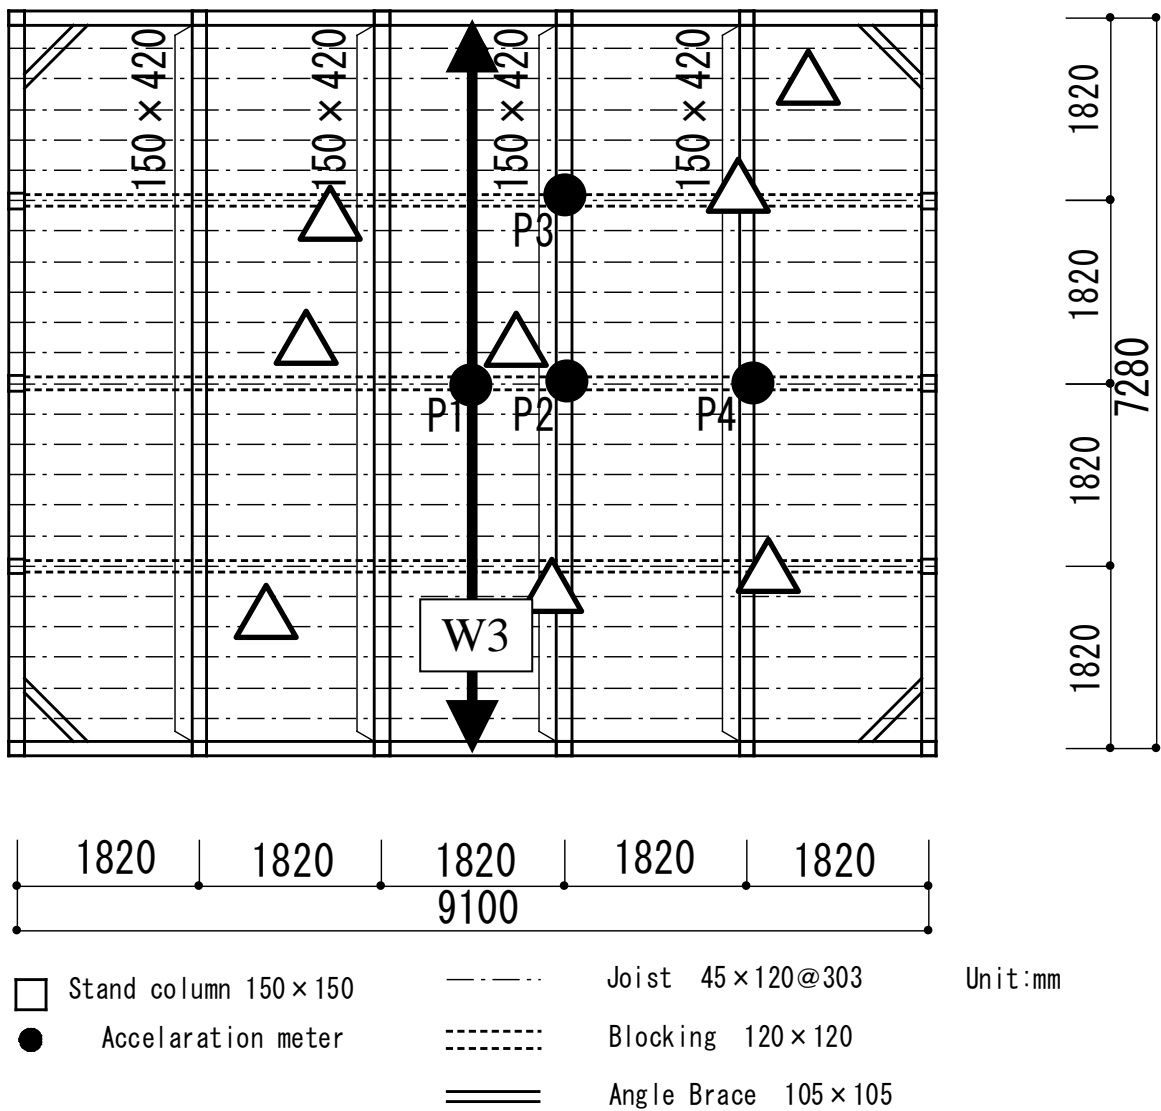 150×420
150×420
150×420
150×420
P3
P1
P2
P4
W3
1820
1820
1820
1820
7280
1820
1820
1820
1820
1820
9100
Stand column 150×150
Accelaration meter
Joist 45×120@303
Blocking 120×120
Angle Brace 105×105
Unit:mm